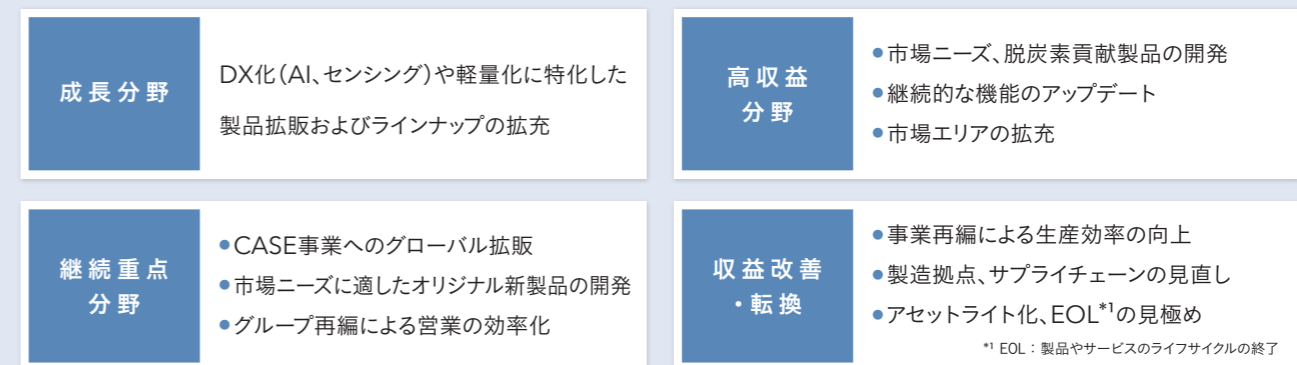 成長分野
DX化（AI、センシング）や軽量化に特化した
製品拡販およびラインナップの拡充
高収益
分野
●市場ニーズ、脱炭素貢献製品の開発
●継続的な機能のアップデート
●市場エリアの拡充
継続重点
分野
●CASE事業へのグローバル拡販
●市場ニーズに適したオリジナル新製品の開発
●グループ再編による営業の効率化
収益改善
・転換
●事業再編による生産効率の向上
●製造拠点、サプライチェーンの見直し
●アセットライト化、EOL*1の見極め
*1 EOL：製品やサービスのライフサイクルの終了